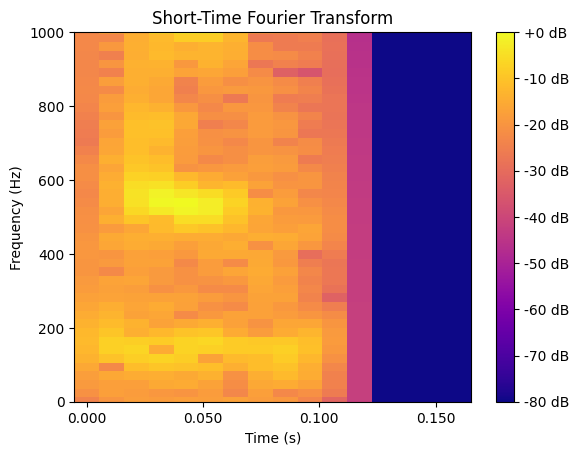 Short-Time Fourier Transform
1000
800
600
400
200
0
Frequency (Hz)
0.000
0.050
0.100
0.150
Time (s)
+0 dB
-10 dB
-20 dB
-30 dB
-40 dB
-50 dB
-60 dB
-70 dB
-80 dB